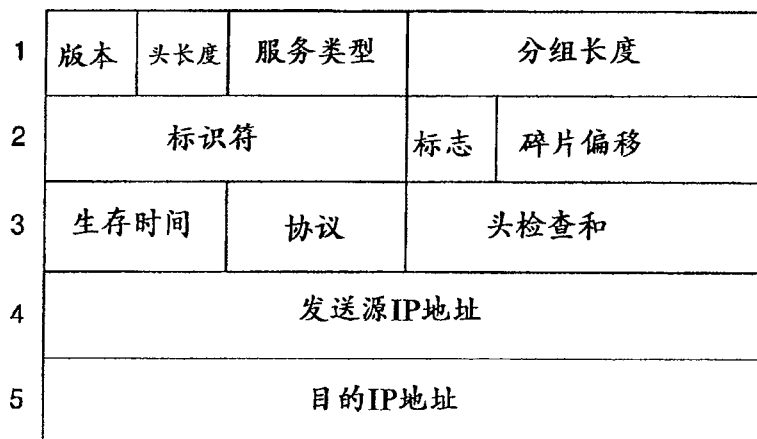 1 版本 头长度 服务类型 分组长度
2 标识符 标志 碎片偏移
3 生存时间 协议 头检查和
4 发送源IP地址
5 目的IP地址